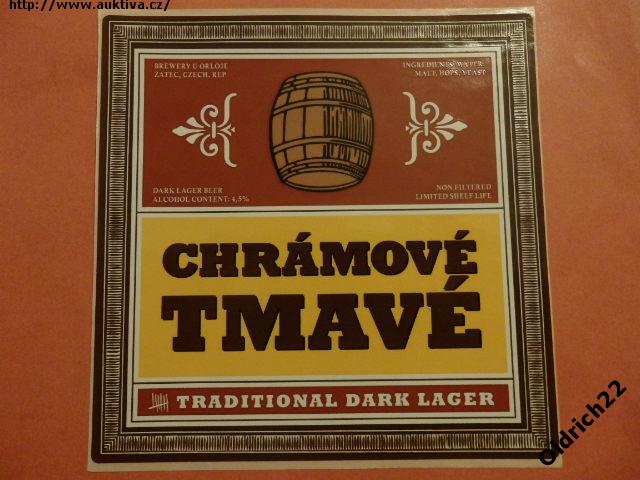 http://www.auktiva.cz/
BREWERY U ORLOJE
ZATEC, CZECH. REP
INGREDIENTS: WATER,
MALT, HOPS, YEAST
DARK LAGER BEER
ALCOHOL CONTENT: 4,5%
NON FILTERED
LIMITED SHELF LIFE
CHRÁMOVÉ
TMAVÉ
TRADITIONAL DARK LAGER
Oldrich22